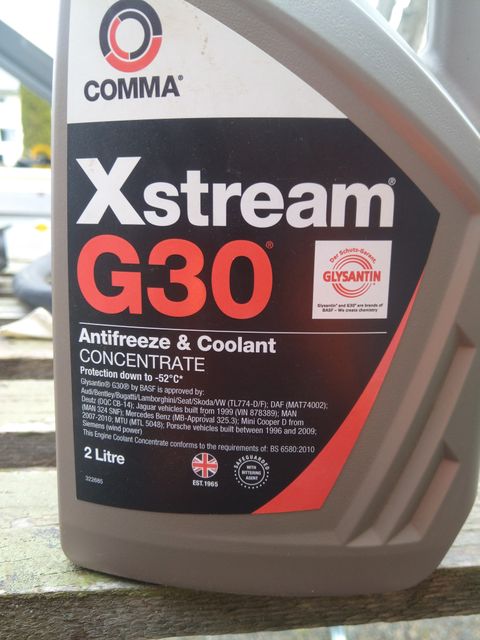 COMMA®
Xstream®
G30®
Der Schutz-Garant.
GLYSANTIN
Glysantin® and G30® are brands of
BASF – We create chemistry
Antifreeze & Coolant
CONCENTRATE
Protection down to -52°C*
Glysantin® G30® by BASF is approved by:
Audi/Bentley/Bugatti/Lamborghini/Seat/Skoda/VW (TL774-D/F); DAF (MAT74002);
Deutz (DQC CB-14); Jaguar vehicles built from 1999 (VIN 878389); MAN
(MAN 324 SNF); Mercedes Benz (MB-Approval 325.3); Mini Cooper D from
2007-2010; MTU (MTL 5048); Porsche vehicles built between 1996 and 2009;
Siemens (wind power)
This Engine Coolant Concentrate conforms to the requirements of: BS 6580:2010
2 Litre
EST.1965
SAFEGUARDED
WITH
BITTERING
AGENT
322685